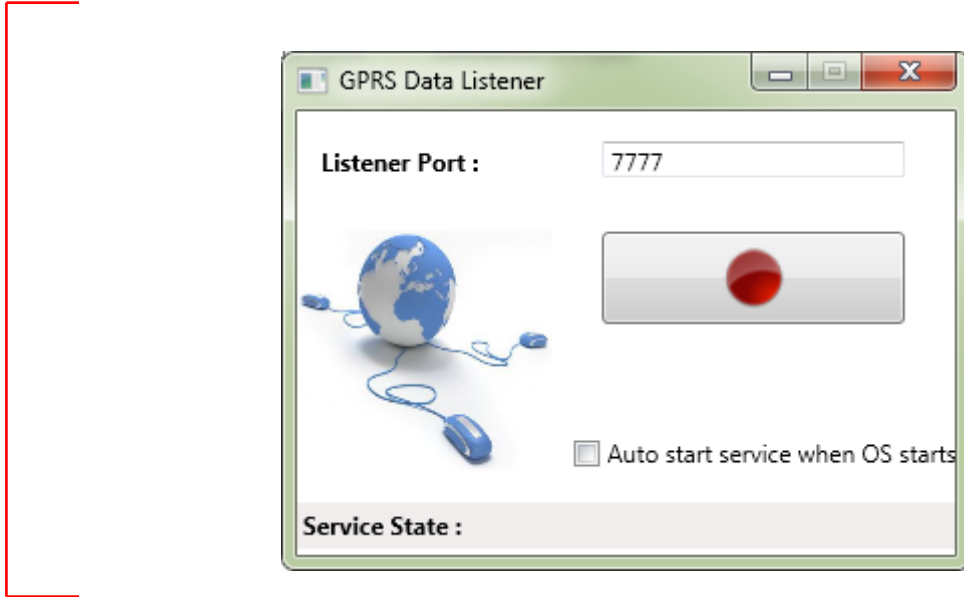 GPRS Data Listener
Listener Port :
7777
Auto start service when OS starts
Service State :